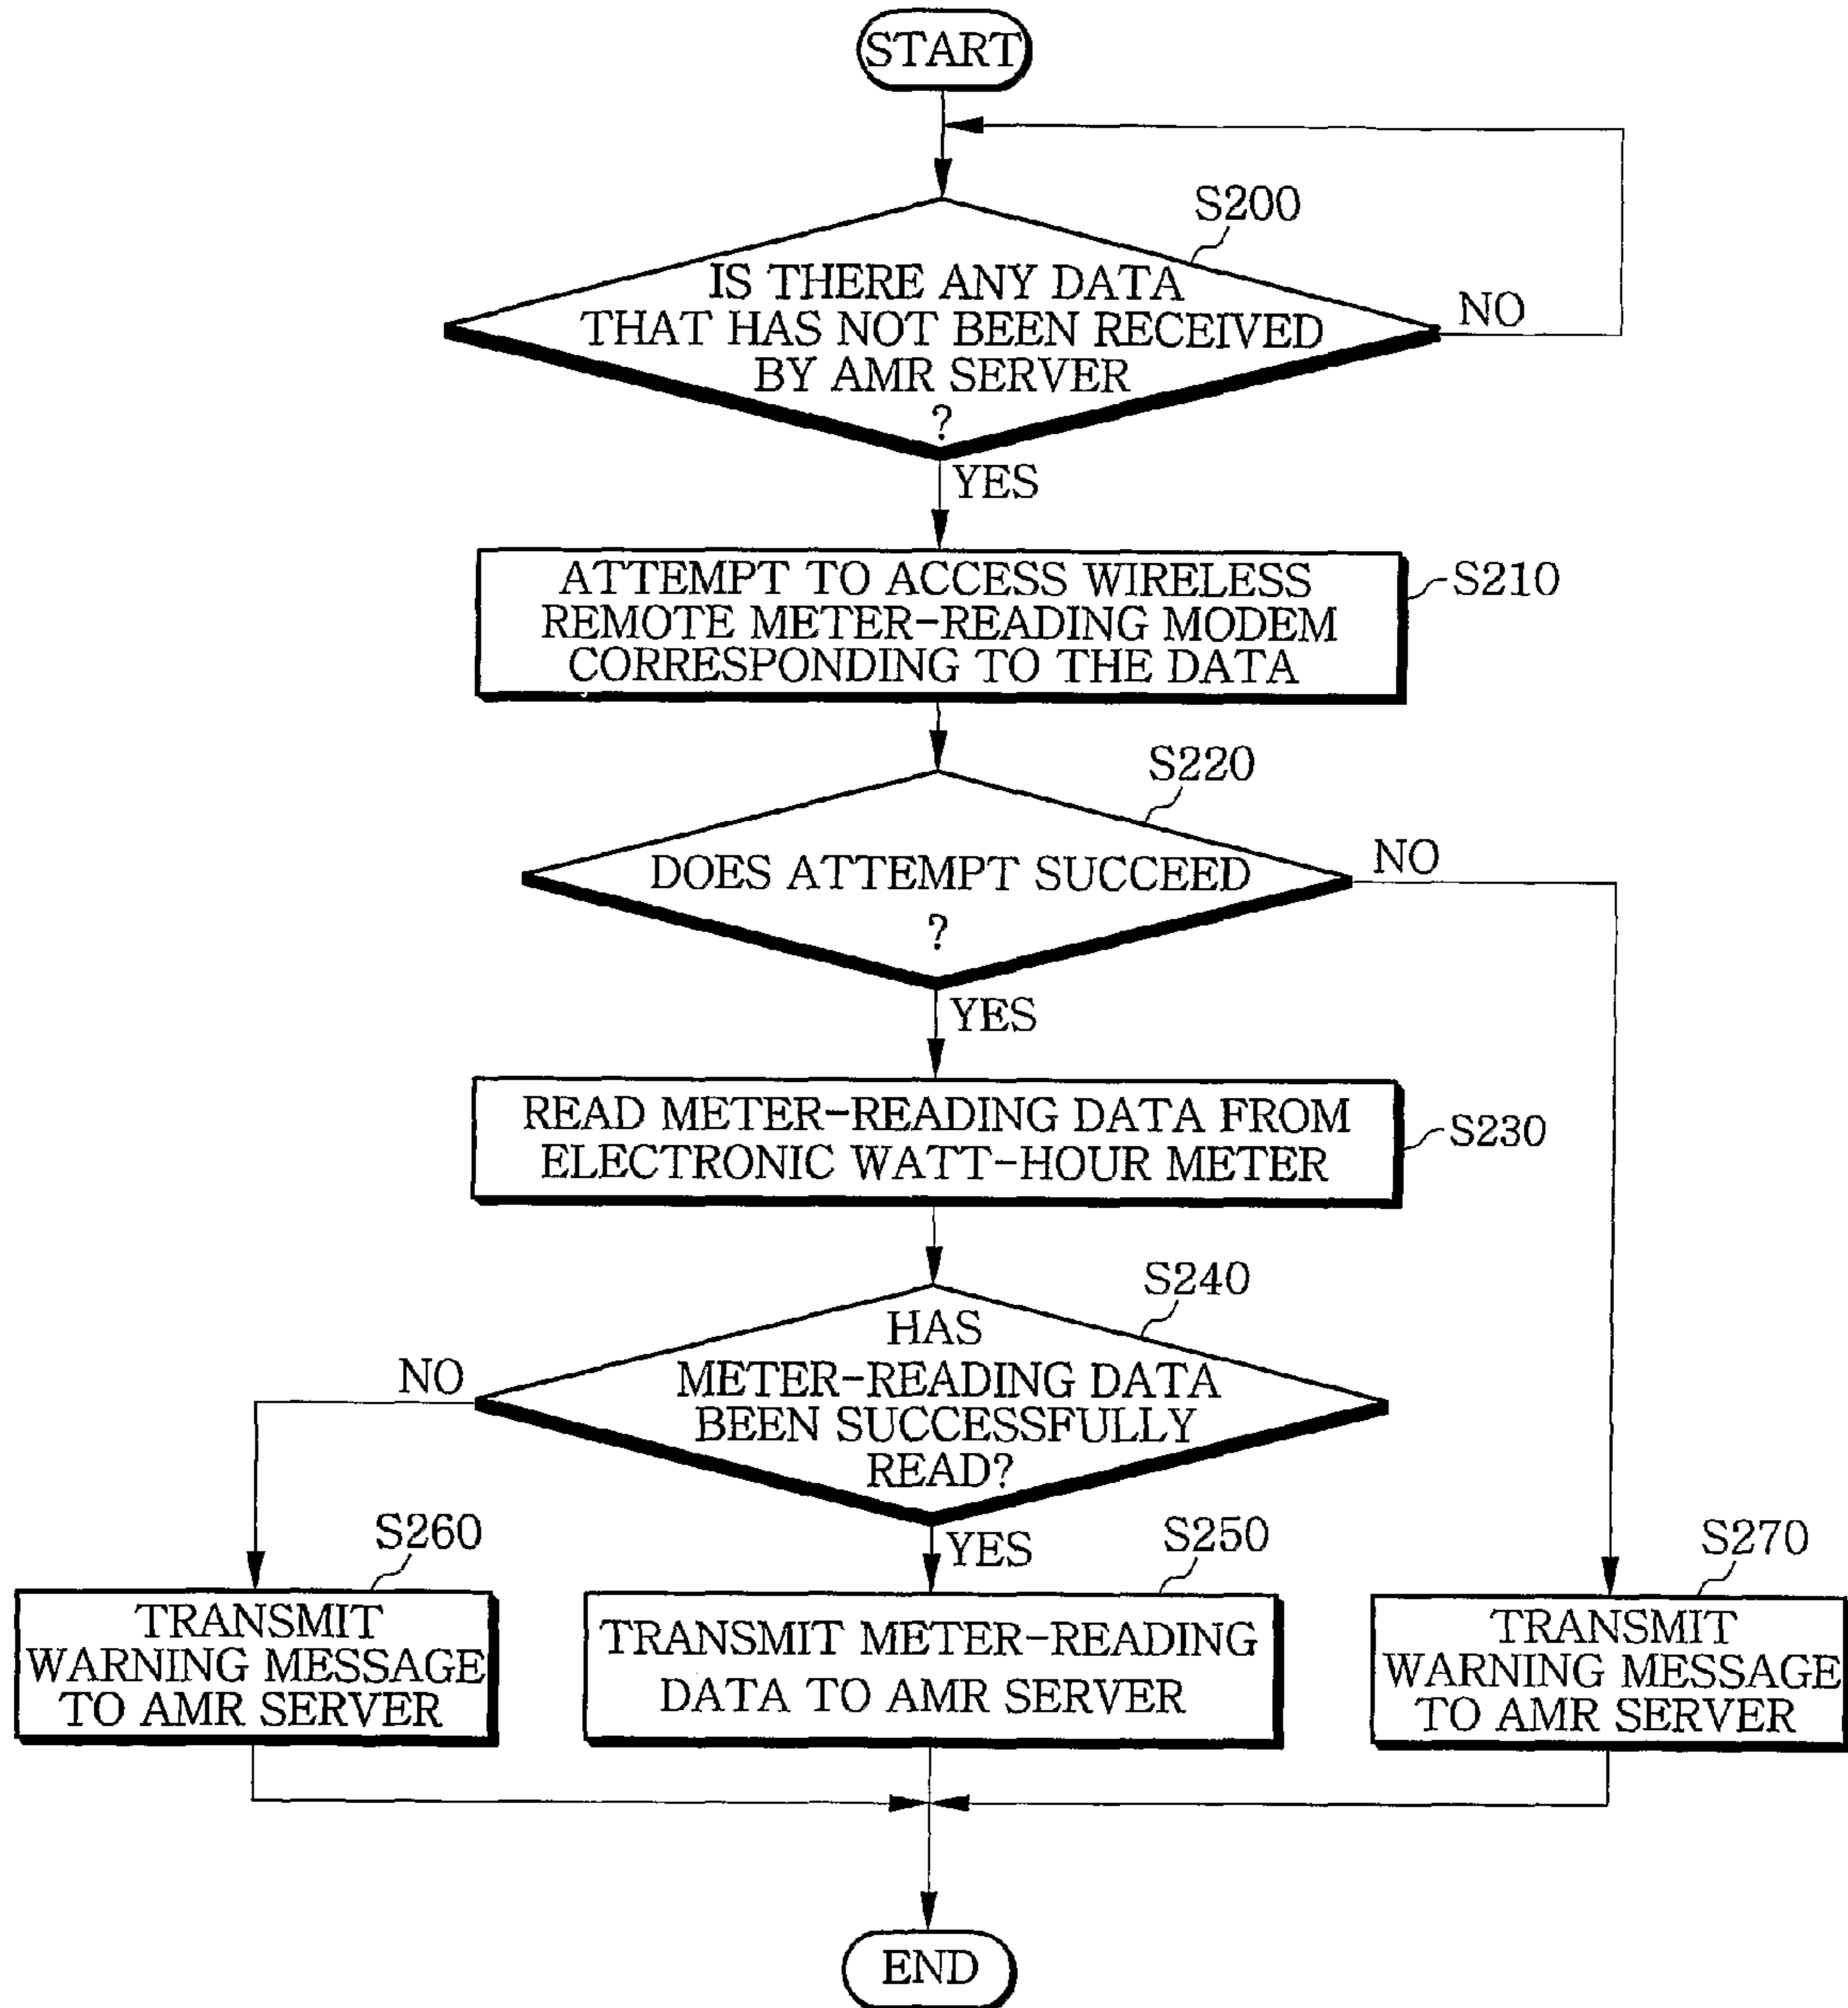 START
S200
IS THERE ANY DATA
THAT HAS NOT BEEN RECEIVED
BY AMR SERVER
?
NO
YES
ATTEMPT TO ACCESS WIRELESS
REMOTE METER-READING MODEM
CORRESPONDING TO THE DATA
S210
S220
DOES ATTEMPT SUCCEED
?
NO
YES
READ METER-READING DATA FROM
ELECTRONIC WATT-HOUR METER
S230
S240
HAS
METER-READING DATA
BEEN SUCCESSFULLY
READ?
NO
YES
S260
TRANSMIT
WARNING MESSAGE
TO AMR SERVER
S250
TRANSMIT METER-READING
DATA TO AMR SERVER
S270
TRANSMIT
WARNING MESSAGE
TO AMR SERVER
END